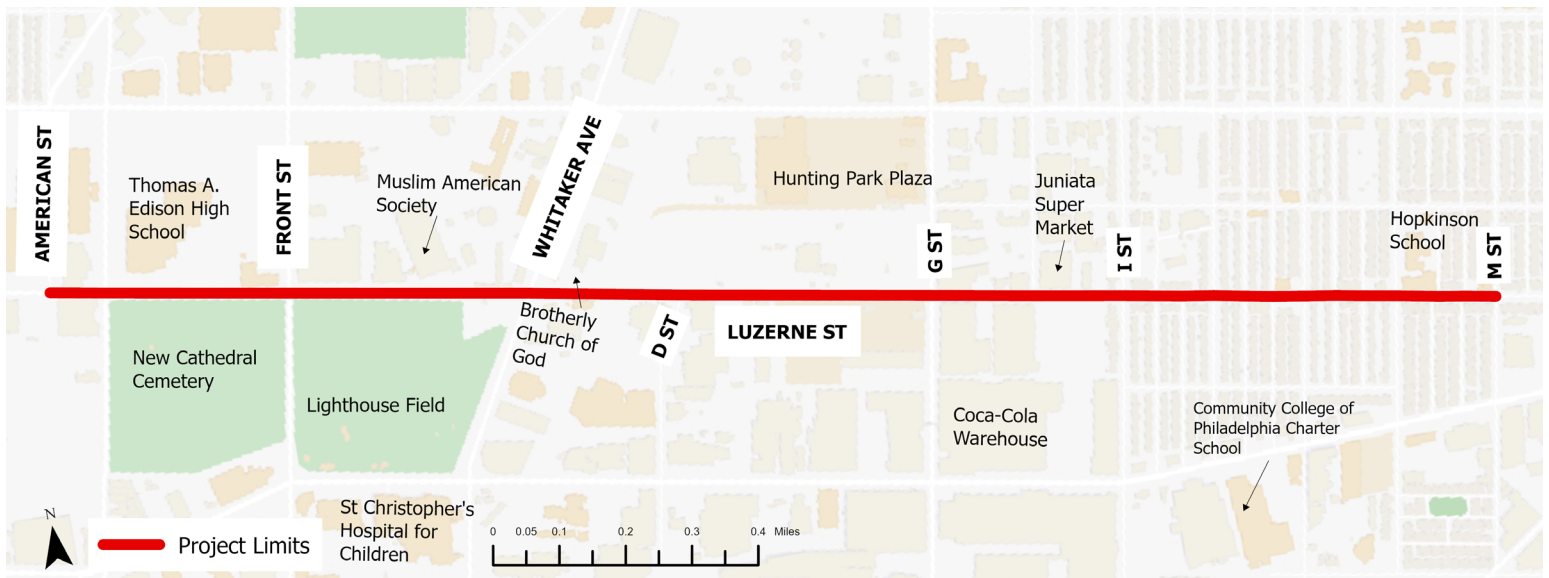 AMERICAN ST
Thomas A.
Edison High
School
FRONT ST
Muslim American
Society
WHITAKER AVE
Hunting Park Plaza
G ST
Juniata
Super
Market
I ST
Hopkinson
School
M ST
New Cathedral
Cemetery
Lighthouse Field
Brotherly
Church of
God
D ST
LUZERNE ST
Coca-Cola
Warehouse
Community College of
Philadelphia Charter
School
St Christopher's
Hospital for
Children
N
Project Limits
0 0.05 0.1 0.2 0.3 0.4 Miles